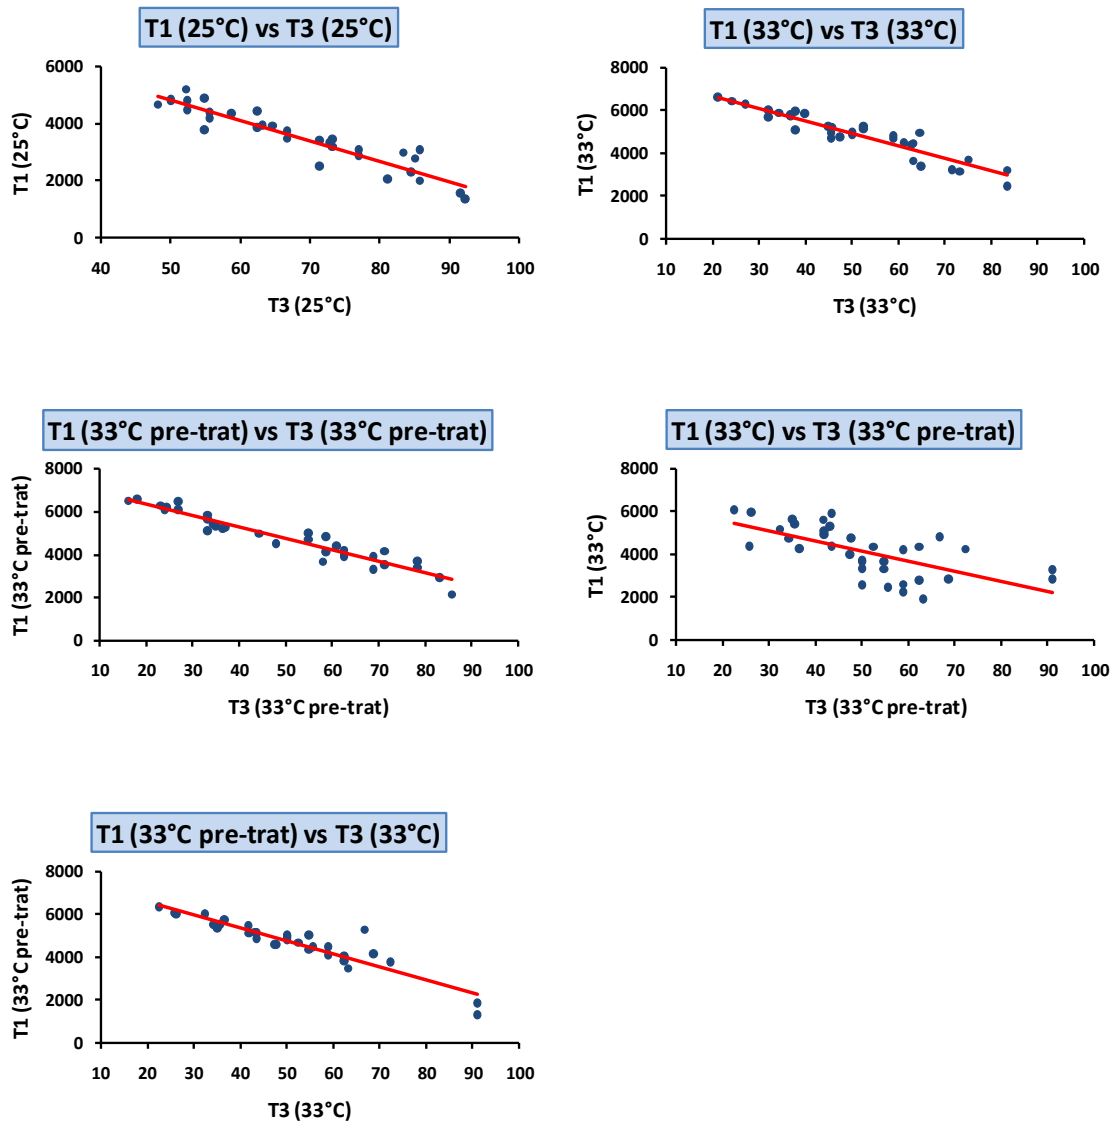 T1 (25°C) vs T3 (25°C)
6000
4000
2000
0
T1 (25°C)
40 50 60 70 80 90 100
T3 (25°C)
T1 (33°C) vs T3 (33°C)
8000
6000
4000
2000
0
T1 (33°C)
10 20 30 40 50 60 70 80 90 100
T3 (33°C)
T1 (33°C pre-trat) vs T3 (33°C pre-trat)
8000
6000
4000
2000
0
T1 (33°C pre-trat)
10 20 30 40 50 60 70 80 90 100
T3 (33°C pre-trat)
T1 (33°C) vs T3 (33°C pre-trat)
8000
6000
4000
2000
0
T1 (33°C)
10 20 30 40 50 60 70 80 90 100
T3 (33°C pre-trat)
T1 (33°C pre-trat) vs T3 (33°C)
8000
6000
4000
2000
0
T1 (33°C pre-trat)
10 20 30 40 50 60 70 80 90 100
T3 (33°C)